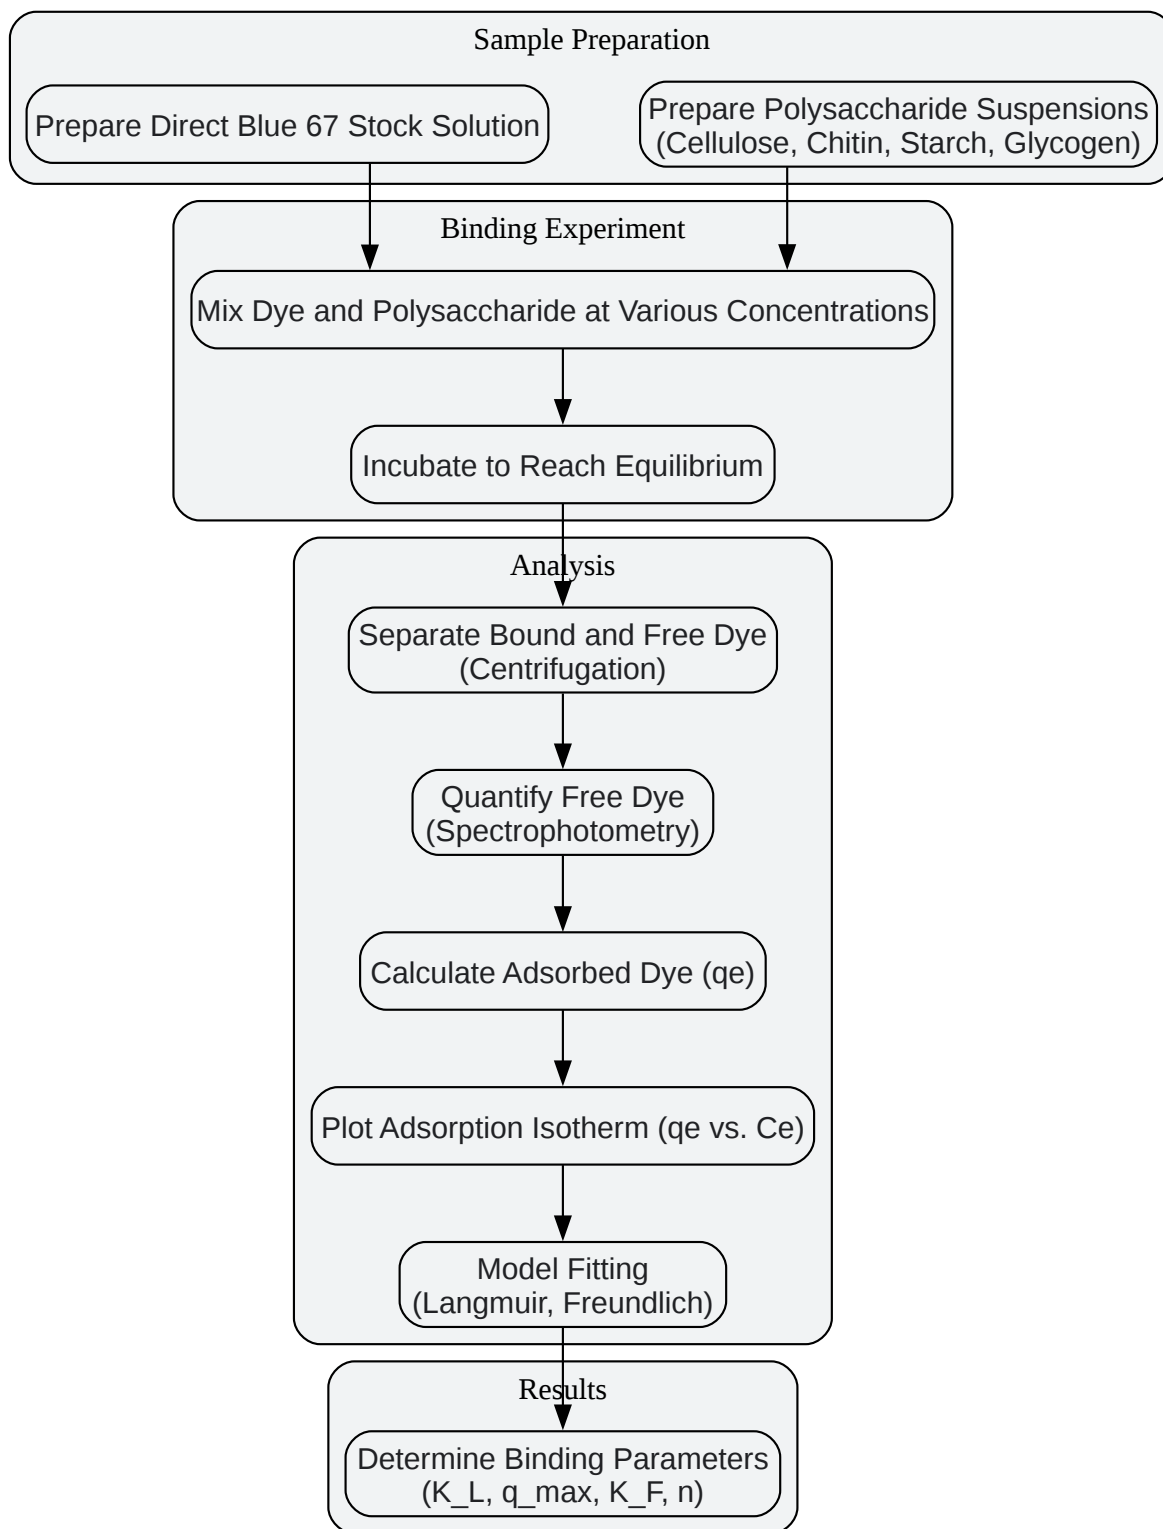 Sample Preparation
Prepare Direct Blue 67 Stock Solution
Prepare Polysaccharide Suspensions
(Cellulose, Chitin, Starch, Glycogen)
Binding Experiment
Mix Dye and Polysaccharide at Various Concentrations
Incubate to Reach Equilibrium
Analysis
Separate Bound and Free Dye
(Centrifugation)
Quantify Free Dye
(Spectrophotometry)
Calculate Adsorbed Dye (qe)
Plot Adsorption Isotherm (qe vs. Ce)
Model Fitting
(Langmuir, Freundlich)
Results
Determine Binding Parameters
(K_L, q_max, K_F, n)